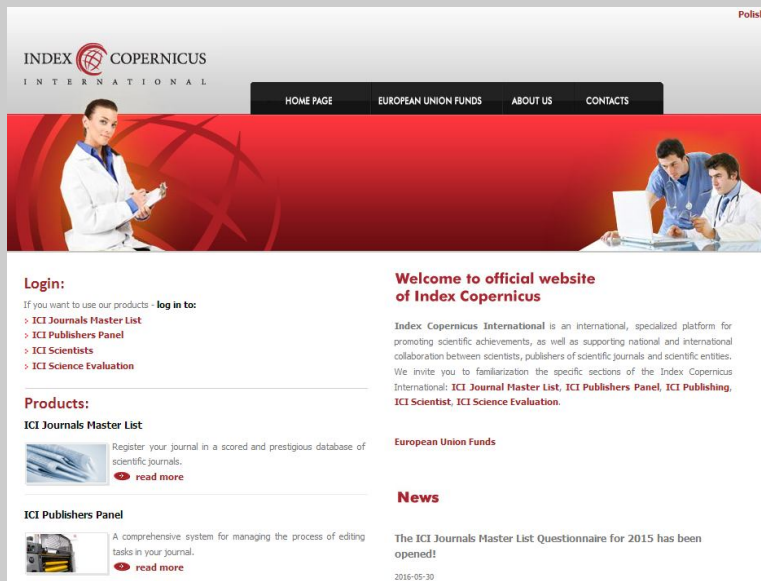 Polish
INDEX COPERNICUS
INTERNATIONAL
HOME PAGE
EUROPEAN UNION FUNDS
ABOUT US
CONTACTS
Login:
If you want to use our products - log in to:
> ICI Journals Master List
> ICI Publishers Panel
> ICI Scientists
> ICI Science Evaluation
Products:
ICI Journals Master List
Register your journal in a scored and prestigious database of
scientific journals.
read more
ICI Publishers Panel
A comprehensive system for managing the process of editing
tasks in your journal.
read more
Welcome to official website
of Index Copernicus
Index Copernicus International is an international, specialized platform for
promoting scientific achievements, as well as supporting national and international
collaboration between scientists, publishers of scientific journals and scientific entities.
We invite you to familiarization the specific sections of the Index Copernicus
International: ICI Journal Master List, ICI Publishers Panel, ICI Publishing,
ICI Scientist, ICI Science Evaluation.
European Union Funds
News
The ICI Journals Master List Questionnaire for 2015 has been
opened!
2016-05-30